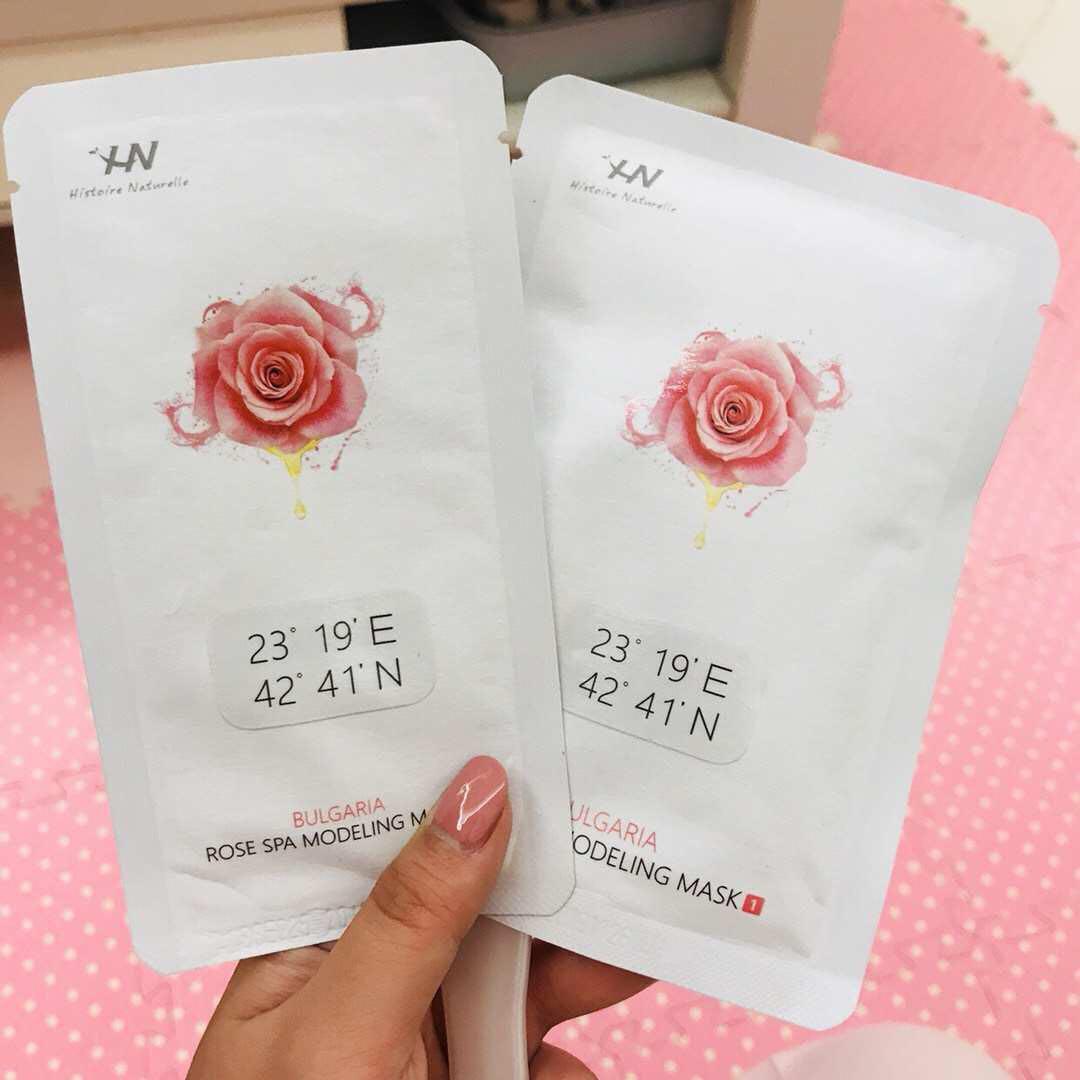 HN
Histoire Naturelle
23° 19' E
42° 41' N
BULGARIA
ROSE SPA MODELING M
HN
Histoire Naturelle
23° 19' E
42° 41' N
ULGARIA
ODELING MASK 1